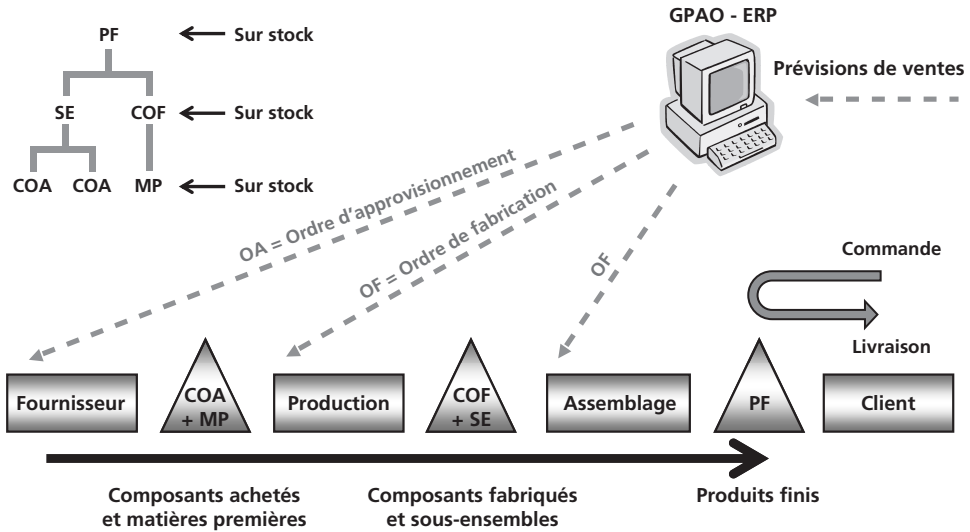 GPAO - ERP
PF
Sur stock
Prévisions de ventes
SE
COF
Sur stock
COA
COA
MP
Sur stock
OA = Ordre d'approvisionnement
OF = Ordre de fabrication
OF
Commande
Livraison
Fournisseur
COA
+ MP
Production
COF
+ SE
Assemblage
PF
Client
Composants achetés
et matières premières
Composants fabriqués
et sous-ensembles
Produits finis